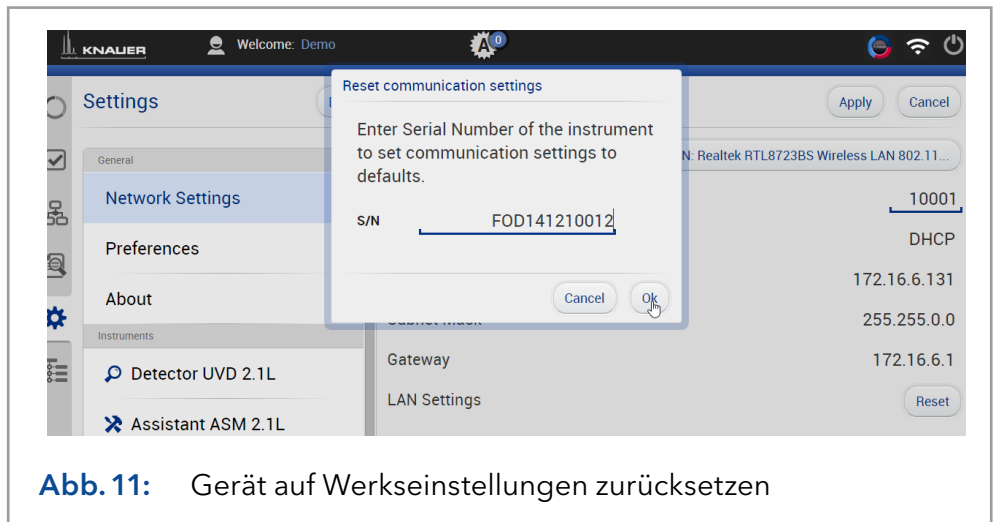 KNAUER
Welcome: Demo
A 0
Settings
Apply
Cancel
Reset communication settings
Enter Serial Number of the instrument
to set communication settings to
defaults.
S/N FOD141210012
Cancel
Ok
General
Network Settings
Preferences
About
Instruments
Detector UVD 2.1L
Assistant ASM 2.1L
N: Realtek RTL8723BS Wireless LAN 802.11...
10001
DHCP
172.16.6.131
Subnet Mask 255.255.0.0
Gateway 172.16.6.1
LAN Settings Reset
Abb. 11: Gerät auf Werkseinstellungen zurücksetzen